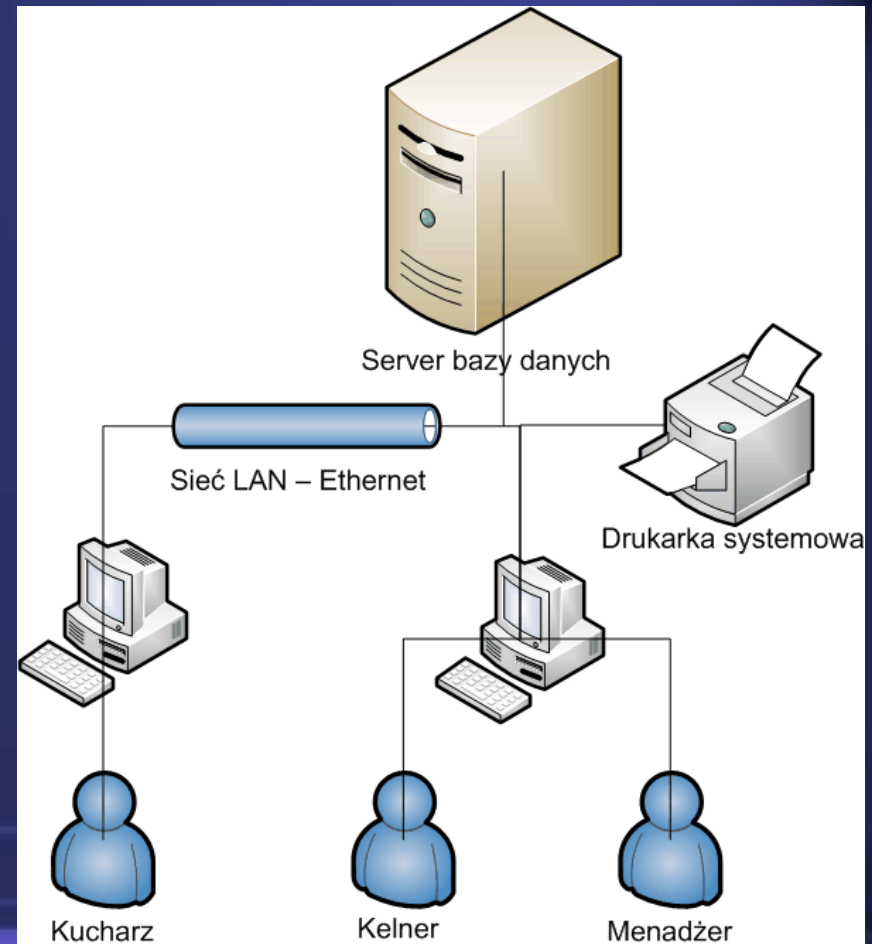 Server bazy danych
Sieć LAN – Ethernet
Drukarka systemowa
Kucharz
Kelner
Menadżer